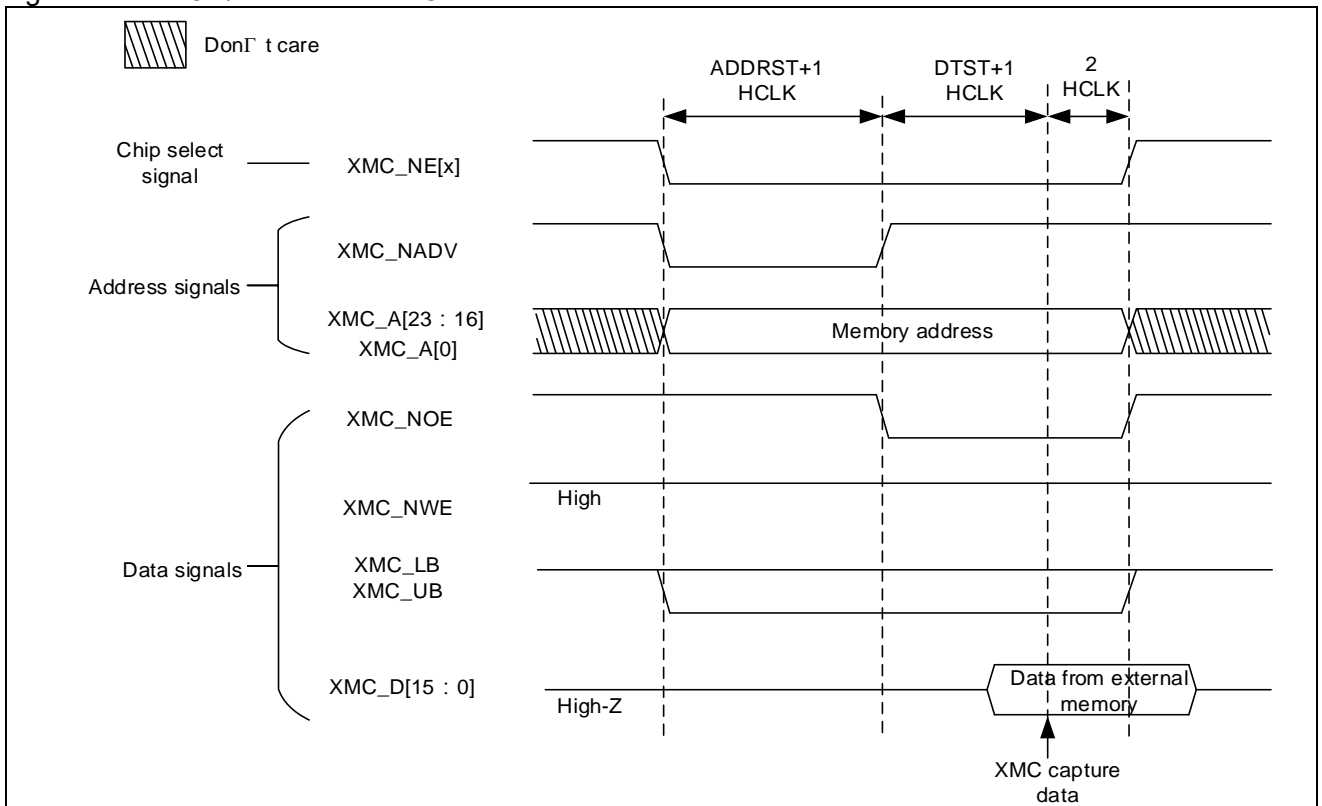 DonΓ t care
ADDRST+1
HCLK
DTST+1
HCLK
2
HCLK
Chip select
signal
XMC_NE[x]
XMC_NADV
Address signals
XMC_A[23 : 16]
XMC_A[0]
Memory address
XMC_NOE
High
XMC_NWE
Data signals
XMC_LB
XMC_UB
XMC_D[15 : 0]
High-Z
Data from external
memory
XMC capture
data